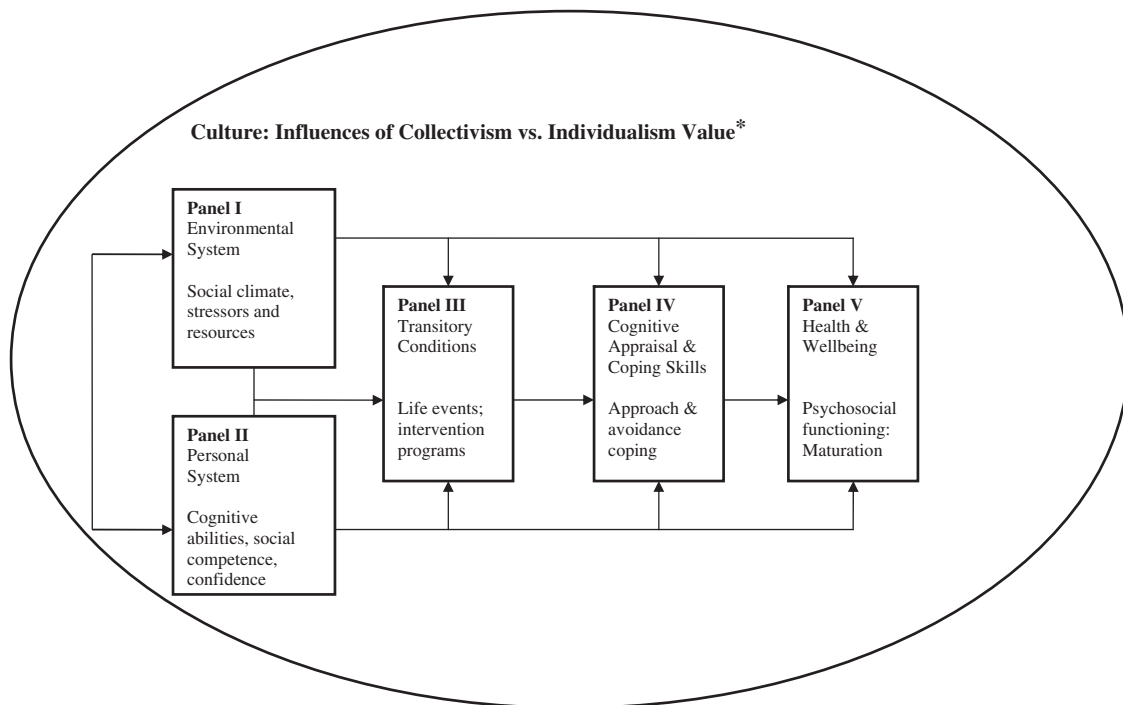 Culture: Influences of Collectivism vs. Individualism Value*
Panel I
Environmental
System
Social climate,
stressors and
resources
Panel II
Personal
System
Cognitive
abilities, social
competence,
confidence
Panel III
Transitory
Conditions
Life events;
intervention
programs
Panel IV
Cognitive
Appraisal &
Coping Skills
Approach &
avoidance
coping
Panel V
Health &
Wellbeing
Psychosocial
functioning:
Maturation